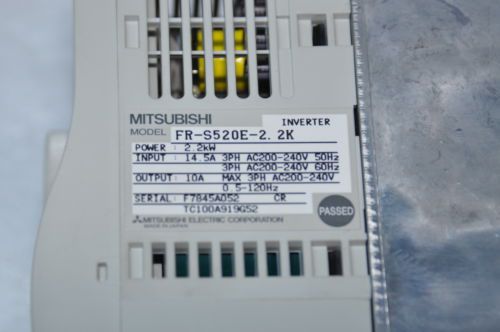 MITSUBISHI INVERTER
MODEL FR-S520E-2.2K
POWER : 2.2kW
INPUT : 14.5A 3PH AC200-240V 50Hz
3PH AC200-240V 60Hz
OUTPUT: 10A MAX 3PH AC200-240V
0.5-120Hz
SERIAL: F7845A052 CR
TC100A919G52
PASSED
MITSUBISHI ELECTRIC CORPORATION
MADE IN JAPAN